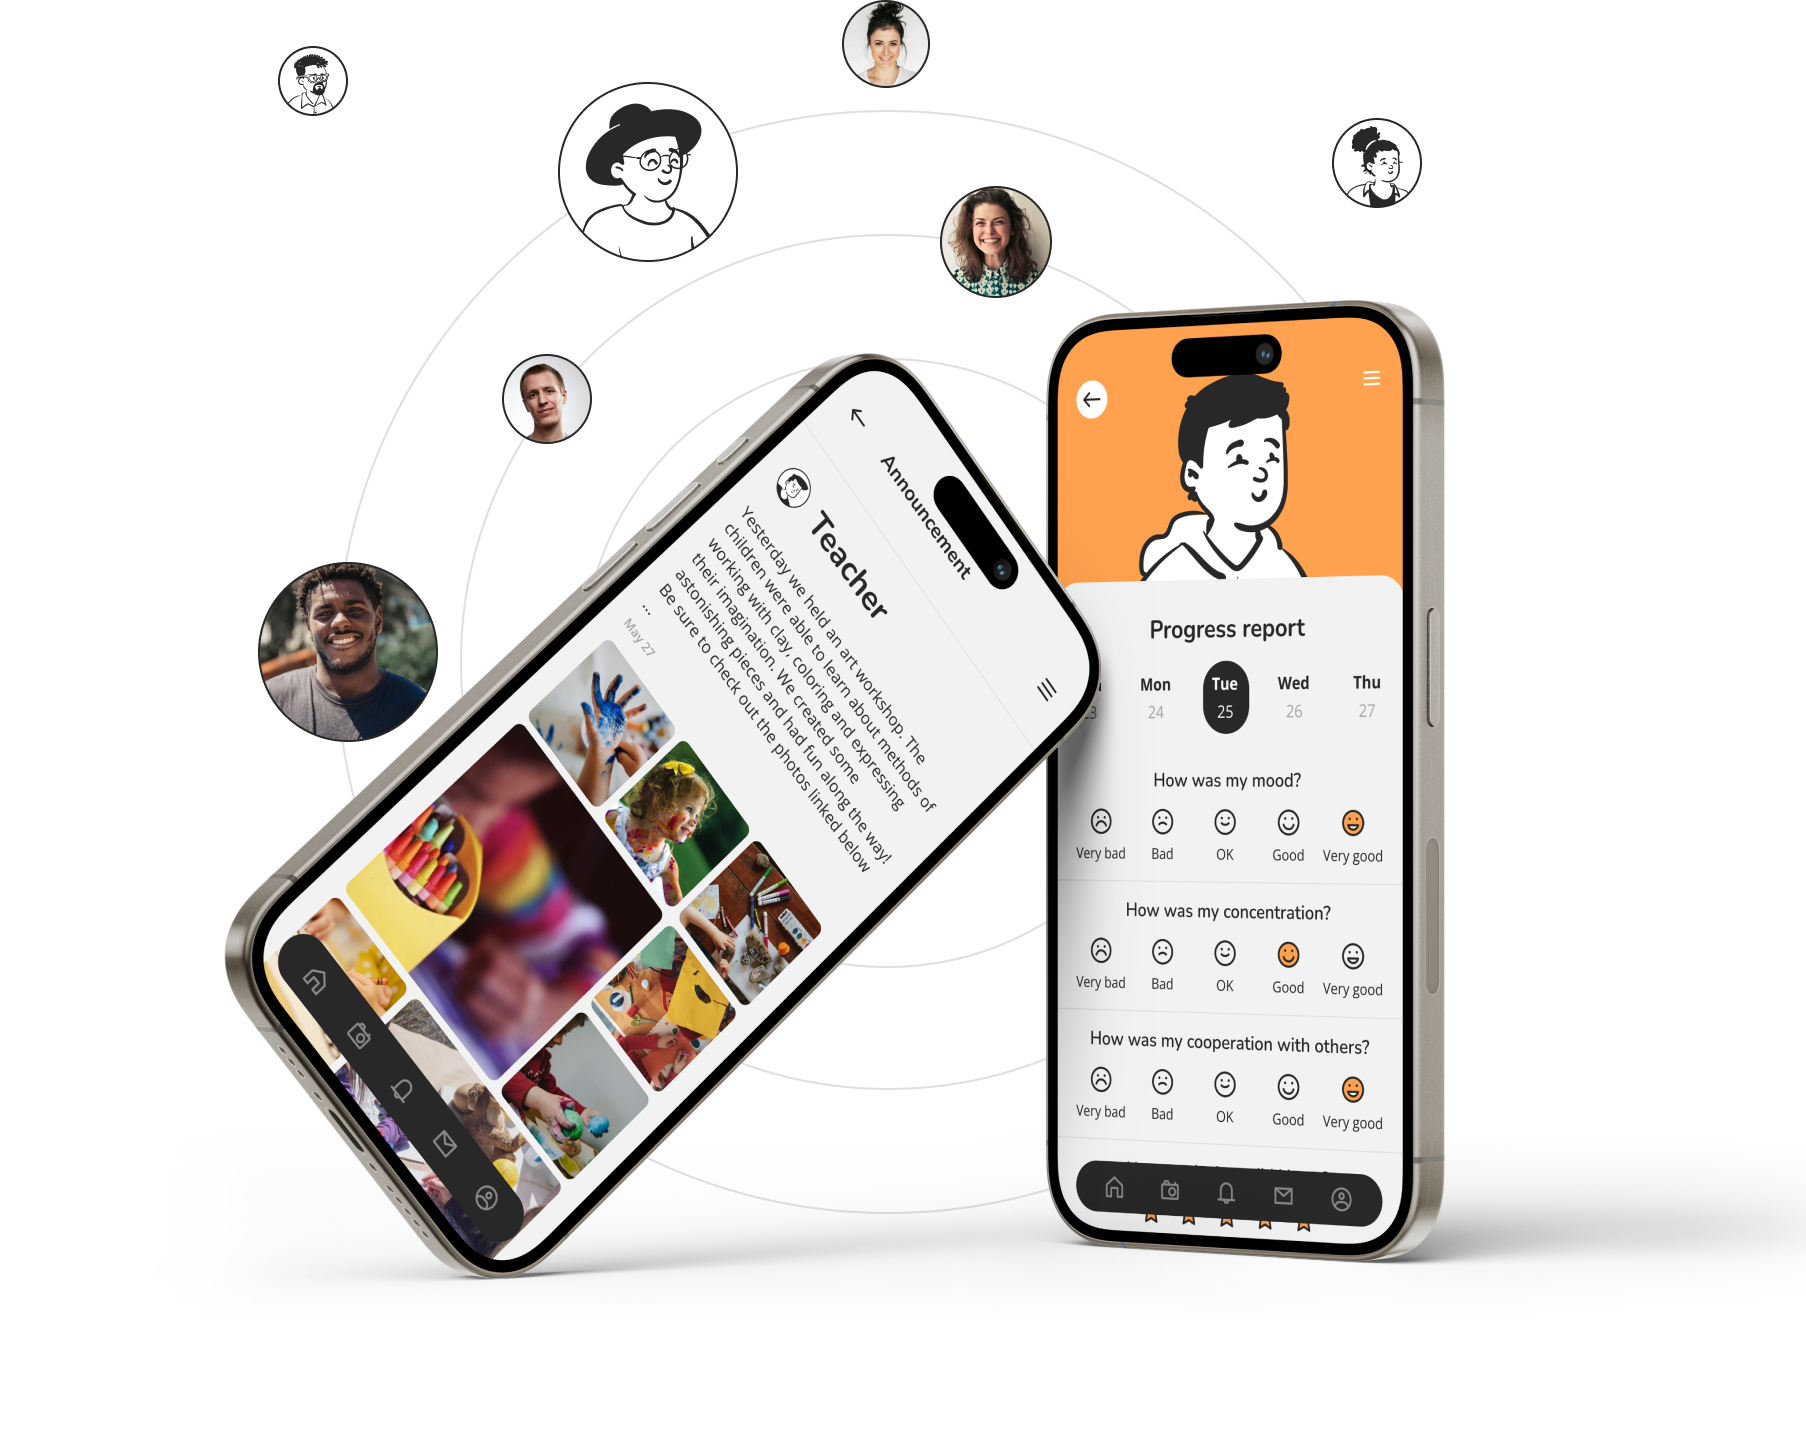 Announcement
Teacher
Yesterday we held an art workshop. The
children were able to learn about methods of
working with clay, coloring and expressing
their imagination. We created some
astonishing pieces and had fun along the way!
Be sure to check out the photos linked below
...
May 27
Progress report
Mon Tue Wed Thu
23 24 25 26 27
How was my mood?
Very bad Bad OK Good Very good
How was my concentration?
Very bad Bad OK Good Very good
How was my cooperation with others?
Very bad Bad OK Good Very good